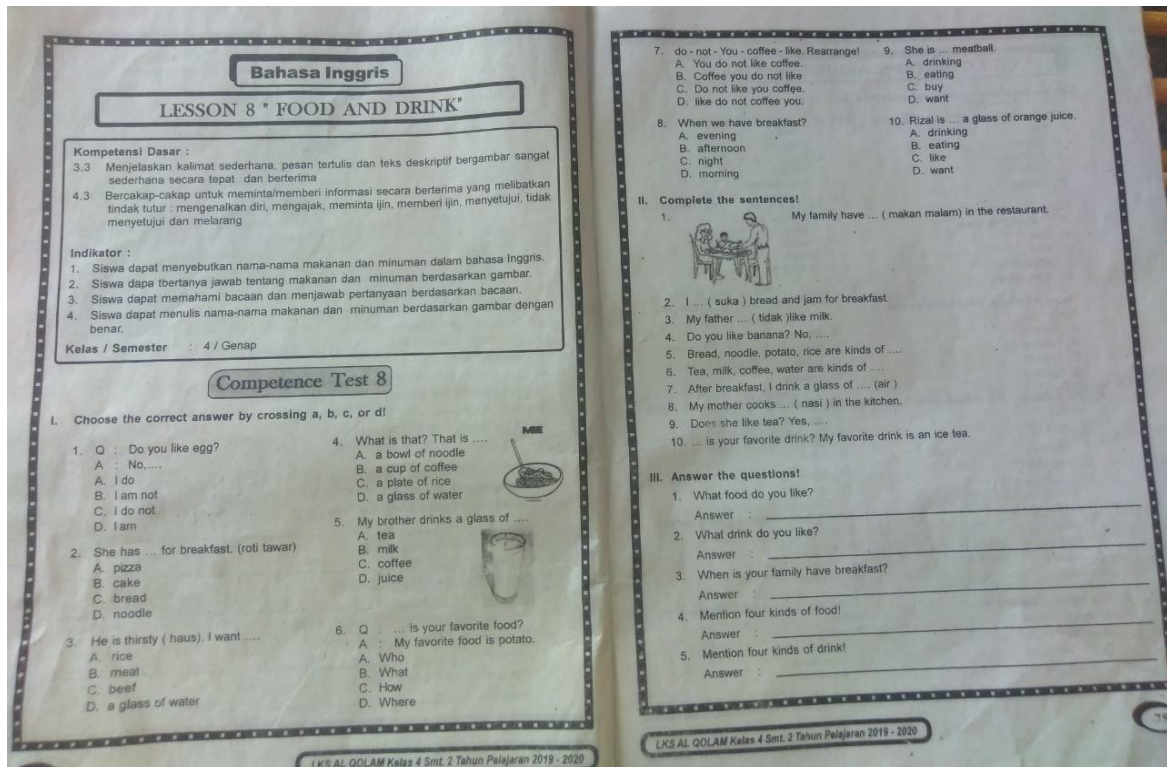 Bahasa Inggris
LESSON 8 " FOOD AND DRINK"
Kompetensi Dasar :
3.3 Menjelaskan kalimat sederhana, pesan tertulis dan teks deskriptif bergambar sangat
sederhana secara tepat dan berterima
4.3 Bercakap-cakap untuk meminta/memberi informasi secara berterima yang melibatkan
tindak tutur : mengenalkan diri, mengajak, meminta ijin, memberi ijin, menyetujui, tidak
menyetujui dan melarang
Indikator :
1. Siswa dapat menyebutkan nama-nama makanan dan minuman dalam bahasa Inggris.
2. Siswa dapa tbertanya jawab tentang makanan dan minuman berdasarkan gambar.
3. Siswa dapat memahami bacaan dan menjawab pertanyaan berdasarkan bacaan.
4. Siswa dapat menulis nama-nama makanan dan minuman berdasarkan gambar dengan
benar.
Kelas / Semester : 4 / Genap
Competence Test 8
I. Choose the correct answer by crossing a, b, c, or d!
1. Q : Do you like egg?
A : No,....
A. I do
B. I am not
C. I do not
D. I am
2. She has ... for breakfast. (roti tawar)
A. pizza
B. cake
C. bread
D. noodle
3. He is thirsty ( haus). I want ....
A. rice
B. meat
C. beef
D. a glass of water
4. What is that? That is ....
A. a bowl of noodle
B. a cup of coffee
C. a plate of rice
D. a glass of water
MIE
5. My brother drinks a glass of ....
A. tea
B. milk
C. coffee
D. juice
6. Q : ... is your favorite food?
A : My favorite food is potato.
A. Who
B. What
C. How
D. Where
LKS AL QOLAM Kelas 4 Smt. 2 Tahun Pelajaran 2019 - 2020
7. do - not - You - coffee - like. Rearrange!
A. You do not like coffee.
B. Coffee you do not like
C. Do not like you coffee.
D. like do not coffee you.
8. When we have breakfast?
A. evening
B. afternoon
C. night
D. morning
9. She is ... meatball.
A. drinking
B. eating
C. buy
D. want
10. Rizal is ... a glass of orange juice.
A. drinking
B. eating
C. like
D. want
II. Complete the sentences!
1. My family have ... ( makan malam) in the restaurant.
2. I ... ( suka ) bread and jam for breakfast.
3. My father ... ( tidak )like milk.
4. Do you like banana? No, ....
5. Bread, noodle, potato, rice are kinds of ....
6. Tea, milk, coffee, water are kinds of ....
7. After breakfast, I drink a glass of .... (air )
8. My mother cooks ... ( nasi ) in the kitchen.
9. Does she like tea? Yes, ....
10. ... is your favorite drink? My favorite drink is an ice tea.
III. Answer the questions!
1. What food do you like?
Answer :
2. What drink do you like?
Answer :
3. When is your family have breakfast?
Answer :
4. Mention four kinds of food!
Answer :
5. Mention four kinds of drink!
Answer :
LKS AL QOLAM Kelas 4 Smt. 2 Tahun Pelajaran 2019 - 2020